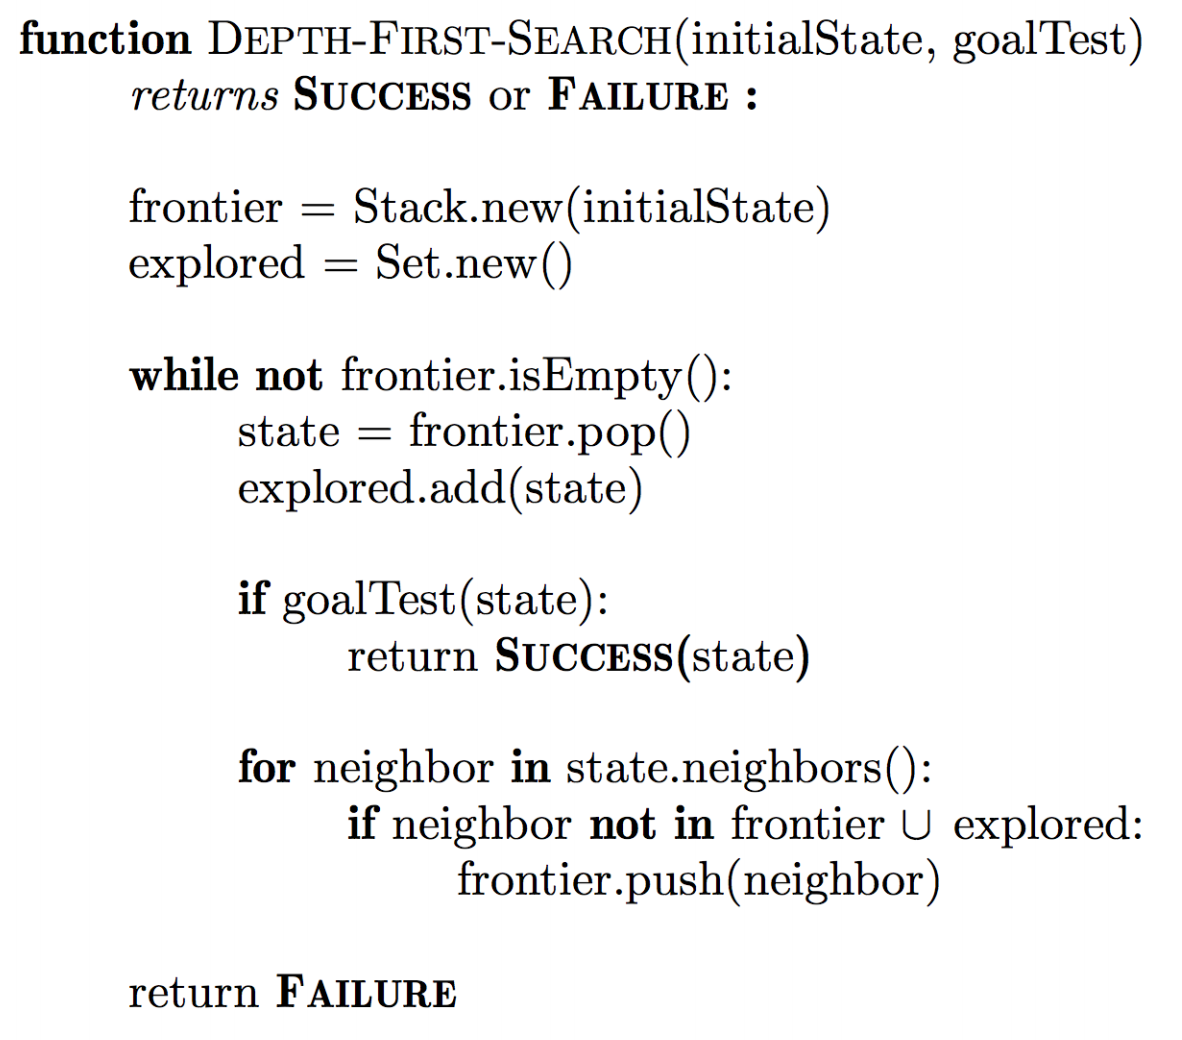 function DEPTH-FIRST-SEARCH(initialState, goalTest)
returns SUCCESS or FAILURE :
frontier = Stack.new(initialState)
explored = Set.new()
while not frontier.isEmpty():
state = frontier.pop()
explored.add(state)
if goalTest(state):
return SUCCESS(state)
for neighbor in state.neighbors():
if neighbor not in frontier ∪ explored:
frontier.push(neighbor)
return FAILURE